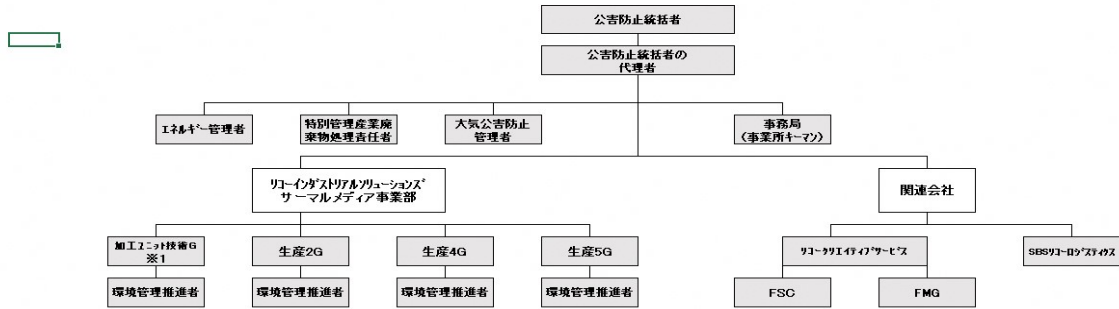 公害防止統括者
公害防止統括者の
代理者
エネルギー管理者
特別管理産業廃
棄物処理責任者
大気公害防止
管理者
事務局
(事業所キーマン)
リコーインダストリアルソリューションズ
サーマルメディア事業部
関連会社
加工ユニット技術G
※1
生産2G
生産4G
生産5G
リコークリエイティブサービス
SBSリコーロジスティクス
環境管理推進者
環境管理推進者
環境管理推進者
環境管理推進者
FSC
FMG